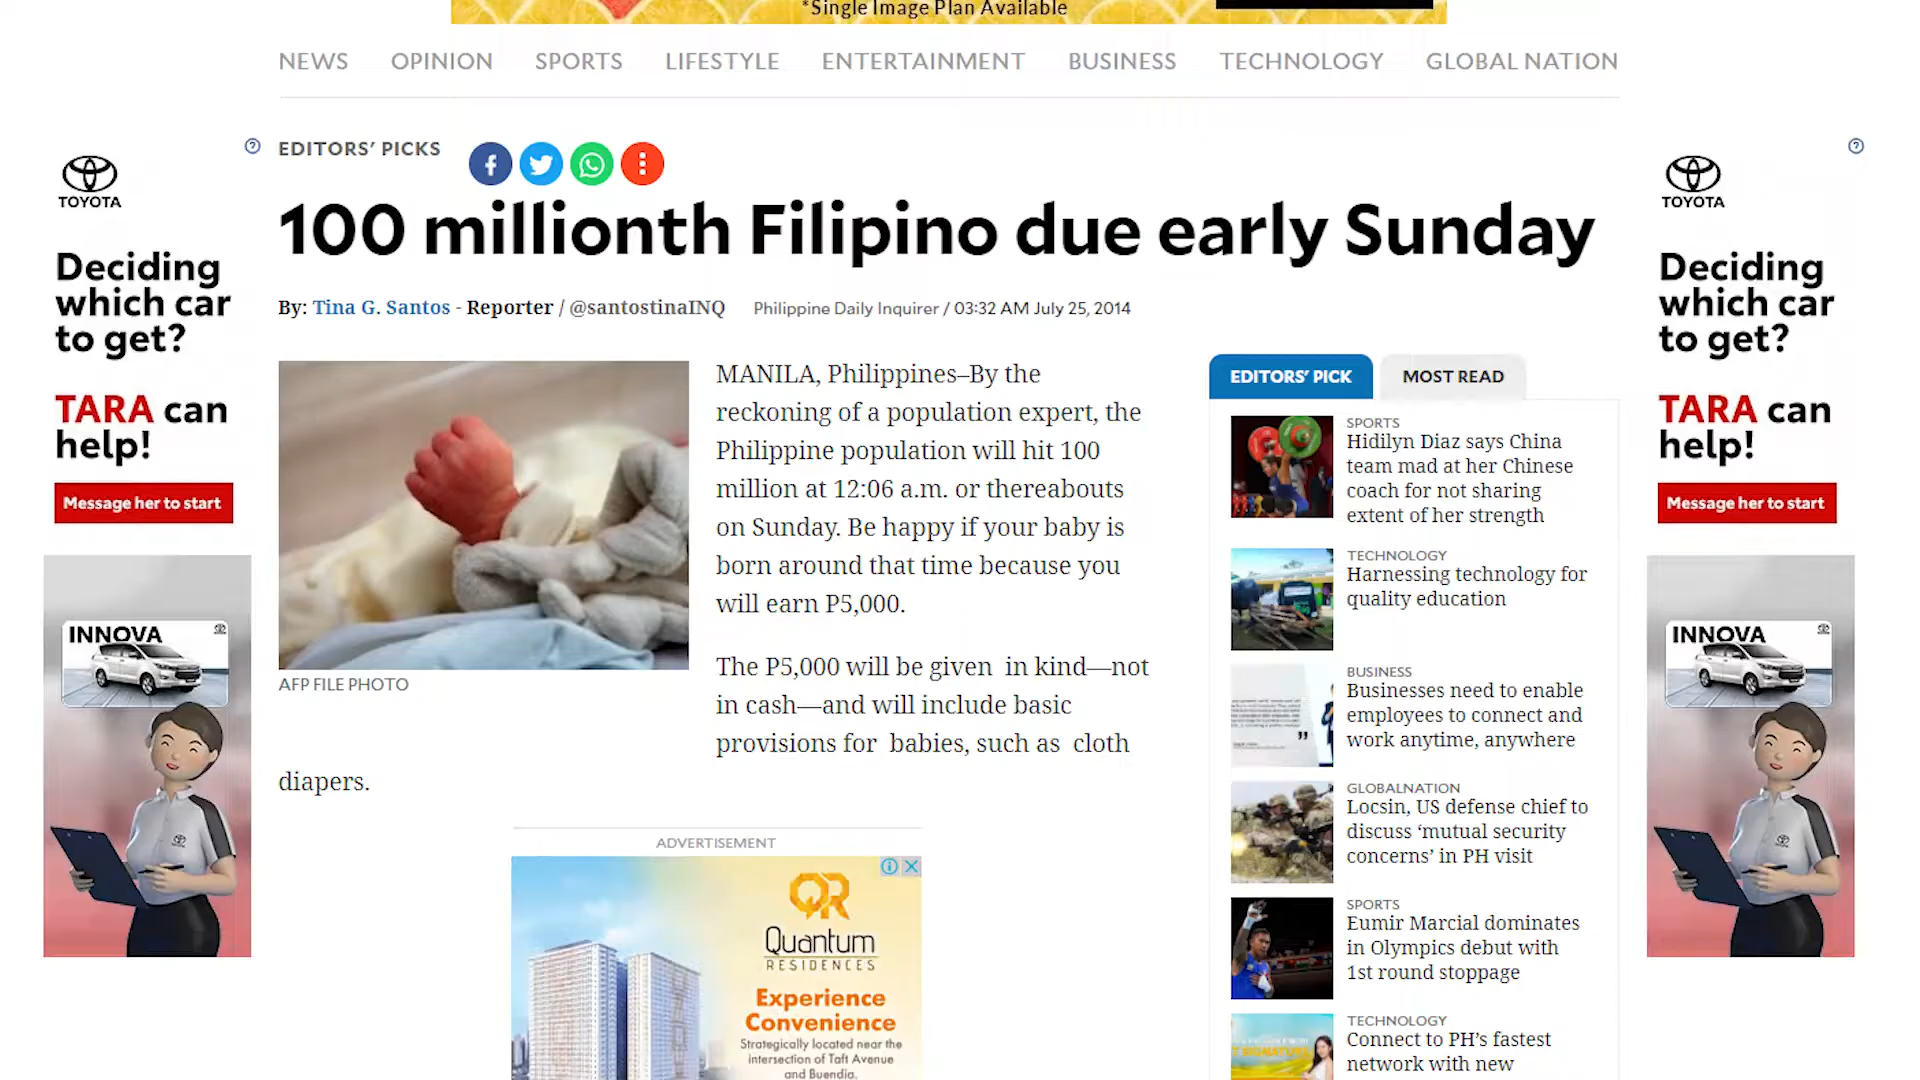 *Single Image Plan Available
NEWS OPINION SPORTS LIFESTYLE ENTERTAINMENT BUSINESS TECHNOLOGY GLOBAL NATION
EDITORS' PICKS
100 millionth Filipino due early Sunday
By: Tina G. Santos - Reporter / @santostinaINQ
Philippine Daily Inquirer / 03:32 AM July 25, 2014
TOYOTA
Deciding
which car
to get?
TARA can
help!
Message her to start
INNOVA
AFP FILE PHOTO
MANILA, Philippines–By the
reckoning of a population expert, the
Philippine population will hit 100
million at 12:06 a.m. or thereabouts
on Sunday. Be happy if your baby is
born around that time because you
will earn P5,000.
The P5,000 will be given in kind—not
in cash—and will include basic
provisions for babies, such as cloth
diapers.
ADVERTISEMENT
QR
Quantum
RESIDENCES
Experience
Convenience
Strategically located near the
intersection of Taft Avenue
and Buendia.
EDITORS' PICK
MOST READ
SPORTS
Hidilyn Diaz says China
team mad at her Chinese
coach for not sharing
extent of her strength
TECHNOLOGY
Harnessing technology for
quality education
BUSINESS
Businesses need to enable
employees to connect and
work anytime, anywhere
GLOBALNATION
Locsin, US defense chief to
discuss ‘mutual security
concerns’ in PH visit
SPORTS
Eumir Marcial dominates
in Olympics debut with
1st round stoppage
TECHNOLOGY
Connect to PH’s fastest
network with new
TOYOTA
Deciding
which car
to get?
TARA can
help!
Message her to start
INNOVA